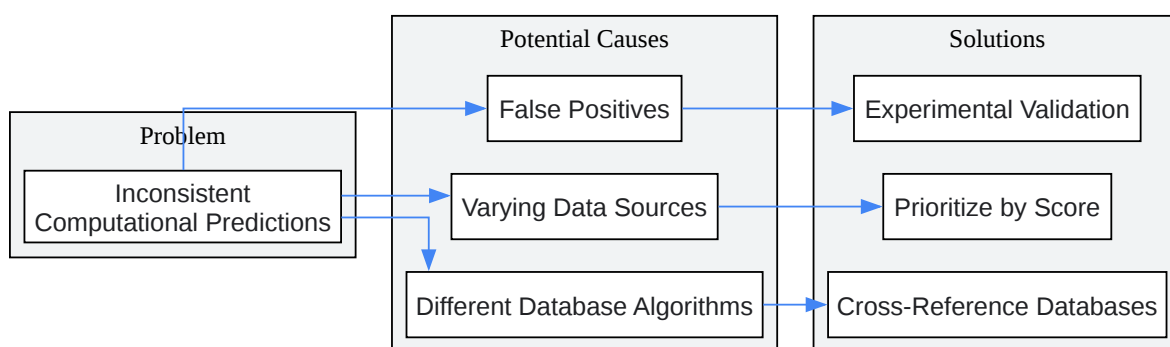 Problem
Inconsistent
Computational Predictions
Potential Causes
False Positives
Varying Data Sources
Different Database Algorithms
Solutions
Experimental Validation
Prioritize by Score
Cross-Reference Databases